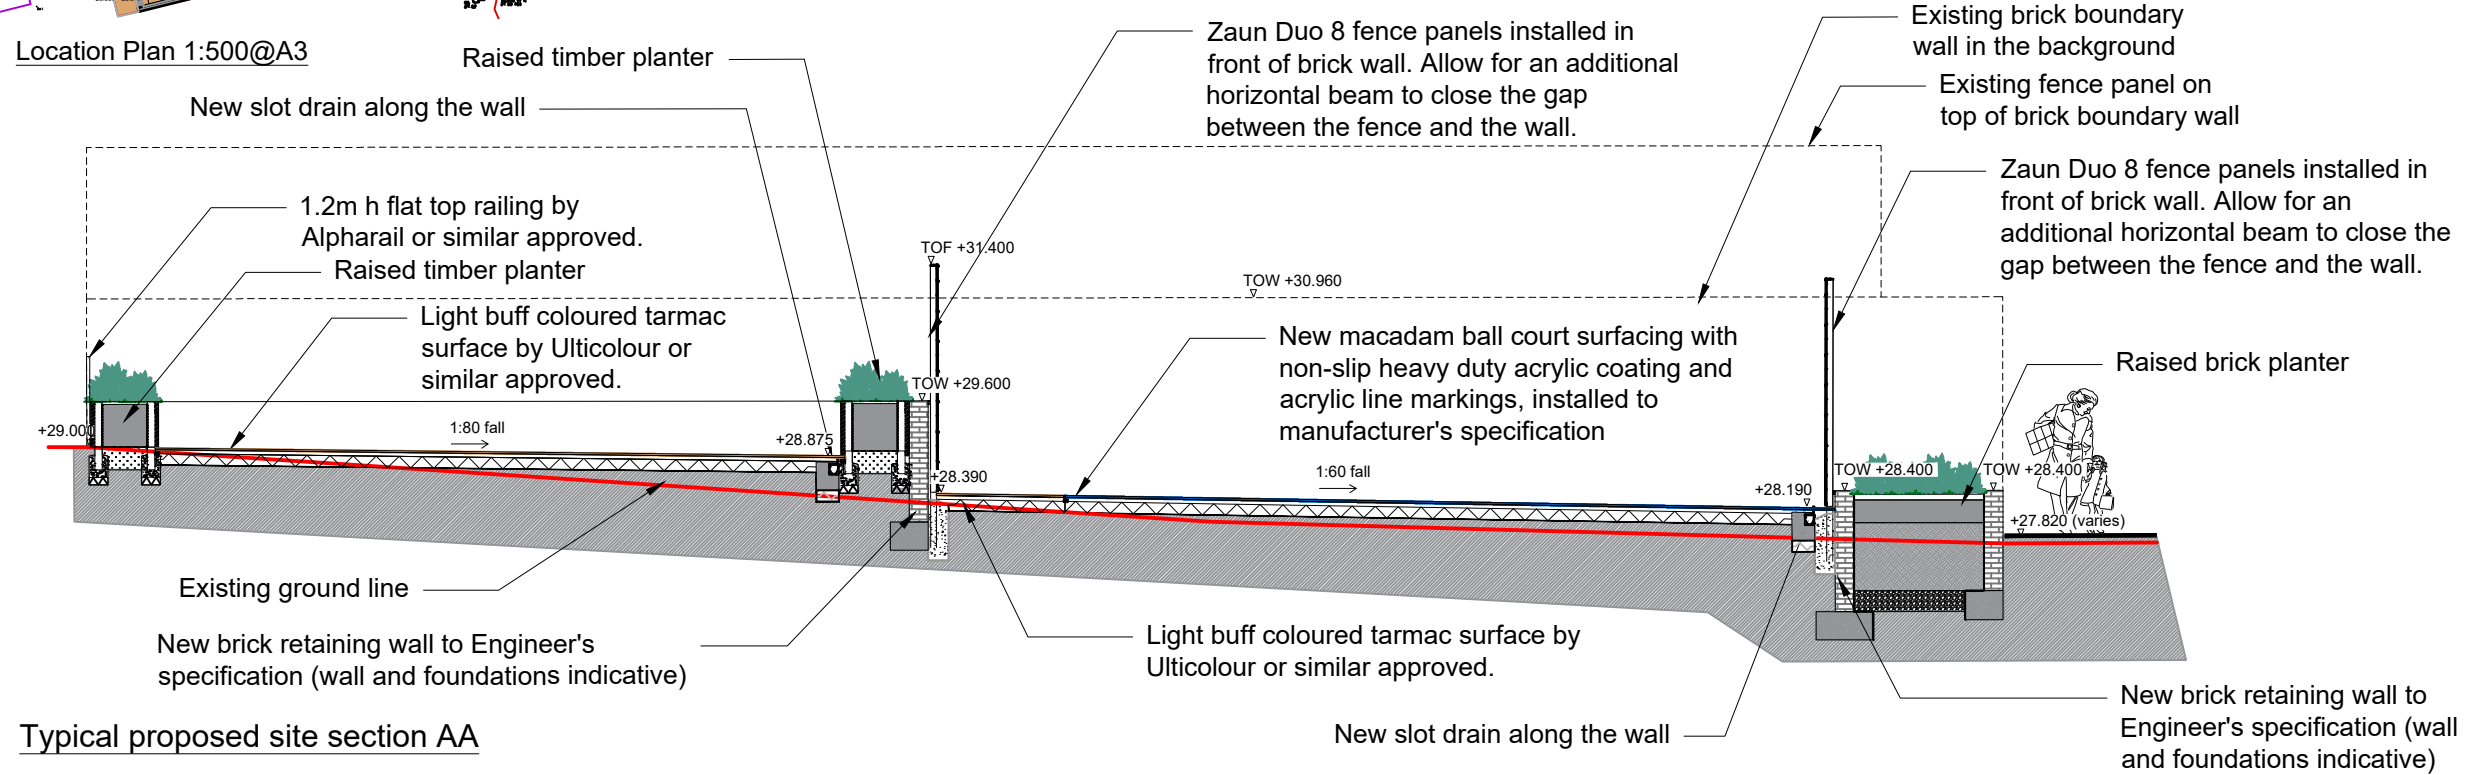 Location Plan 1:500@A3
Raised timber planter
New slot drain along the wall
Zaun Duo 8 fence panels installed in
front of brick wall. Allow for an additional
horizontal beam to close the gap
between the fence and the wall.
Existing brick boundary
wall in the background
Existing fence panel on
top of brick boundary wall
Zaun Duo 8 fence panels installed in
front of brick wall. Allow for an
additional horizontal beam to close the
gap between the fence and the wall.
1.2m h flat top railing by
Alpharail or similar approved.
Raised timber planter
Light buff coloured tarmac
surface by Ulticolour or
similar approved.
TOF +31.400
TOW +30.960
New macadam ball court surfacing with
non-slip heavy duty acrylic coating and
acrylic line markings, installed to
manufacturer's specification
Raised brick planter
TOW +29.600
+29.000
1:80 fall
+28.875
+28.390
1:60 fall
+28.190
TOW +28.400
TOW +28.400
+27.820 (varies)
Existing ground line
New brick retaining wall to Engineer's
specification (wall and foundations indicative)
Light buff coloured tarmac surface by
Ulticolour or similar approved.
New slot drain along the wall
New brick retaining wall to
Engineer's specification (wall
and foundations indicative)
Typical proposed site section AA